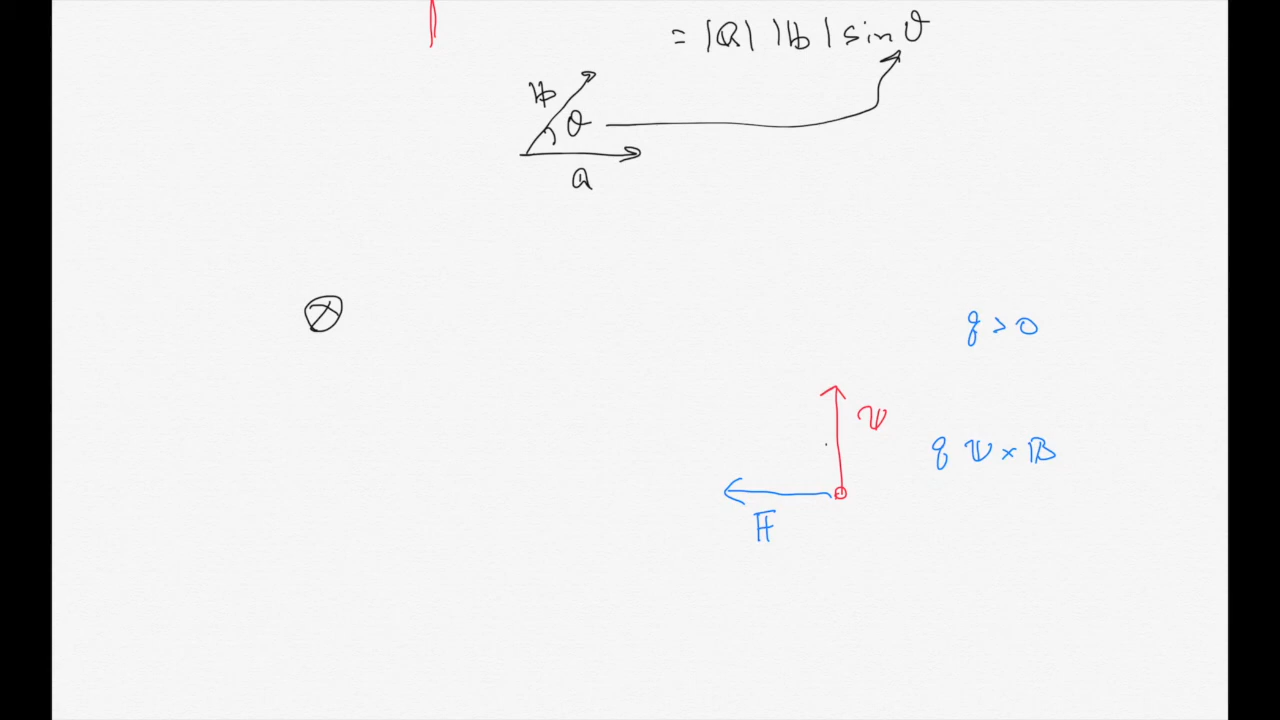 = |a| |b| sin θ
b
θ
a
q > 0
v
q v × B
F